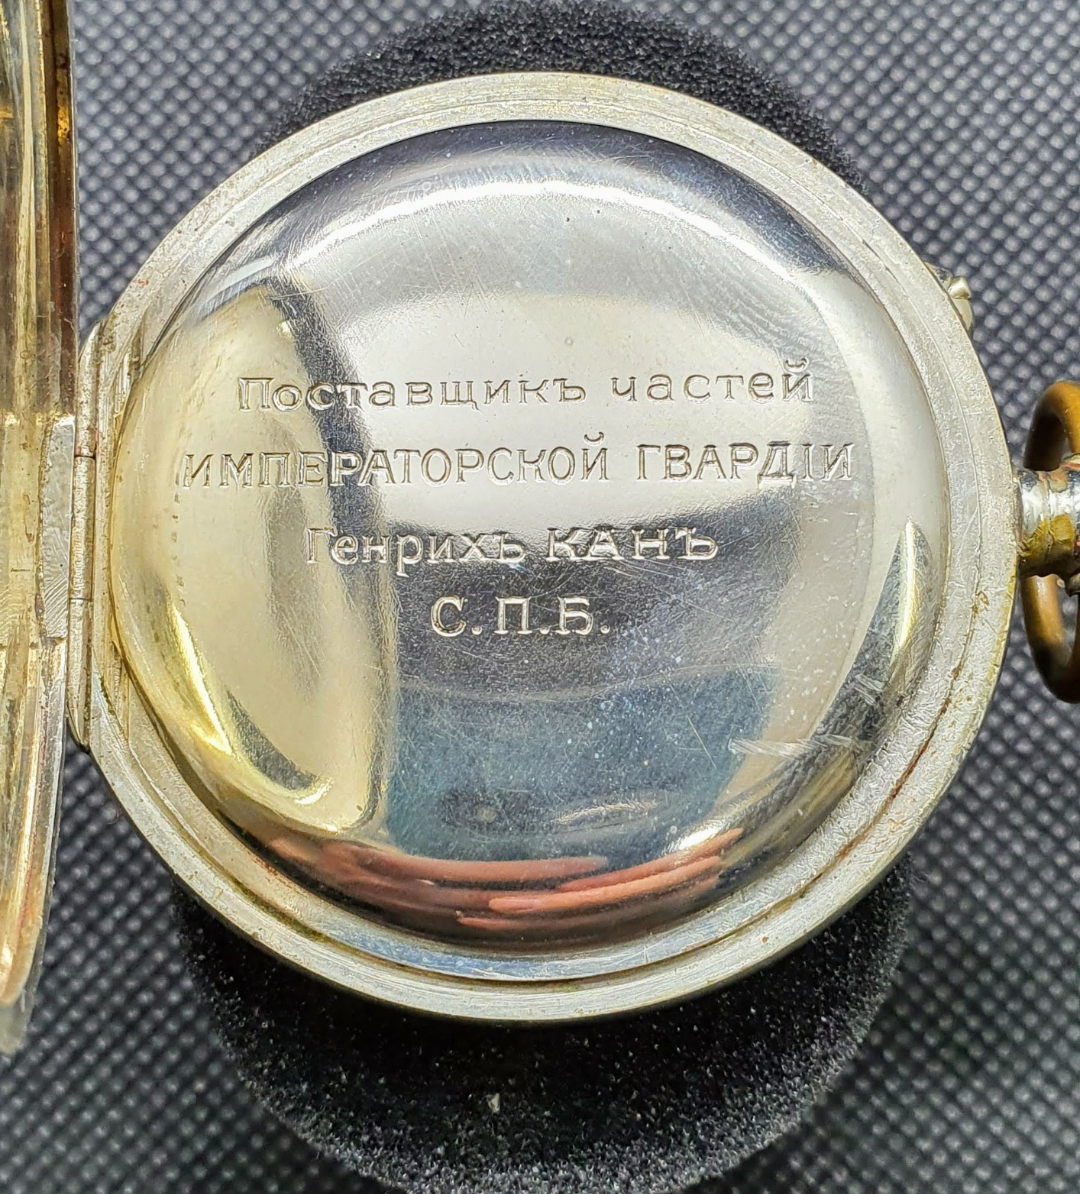 Поставщикъ частей
ИМПЕРАТОРСКОЙ ГВАРДІИ
Генрихъ КАНЪ
С.П.Б.